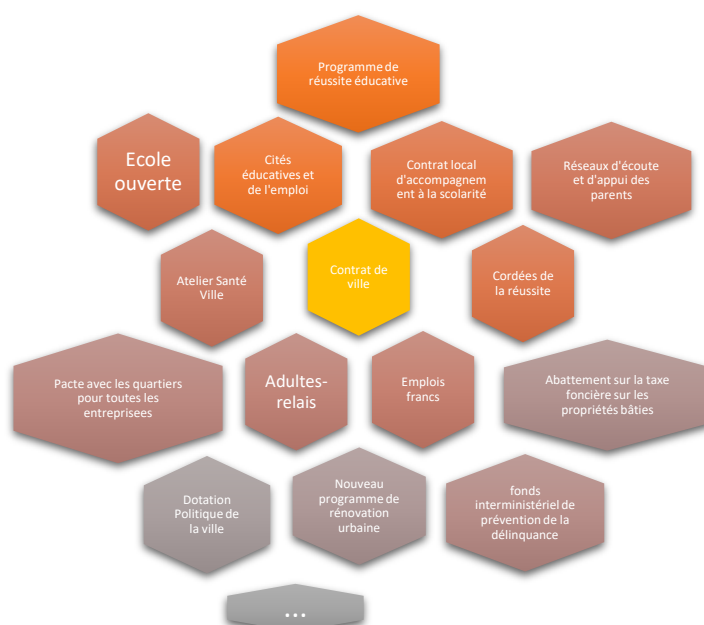 Programme de
réussite éducative
Ecole
ouverte
Cités
éducatives et
de l'emploi
Contrat local
d'accompagnem
ent à la scolarité
Réseaux d'écoute
et d'appui des
parents
Atelier Santé
Ville
Contrat de
ville
Cordées de
la réussite
Pacte avec les quartiers
pour toutes les
entreprisees
Adultes-
relais
Emplois
francs
Abattement sur la taxe
foncière sur les
propriétés bâties
Dotation
Politique de
la ville
Nouveau
programme de
rénovation
urbaine
fonds
interministériel de
prévention de la
délinquance
...